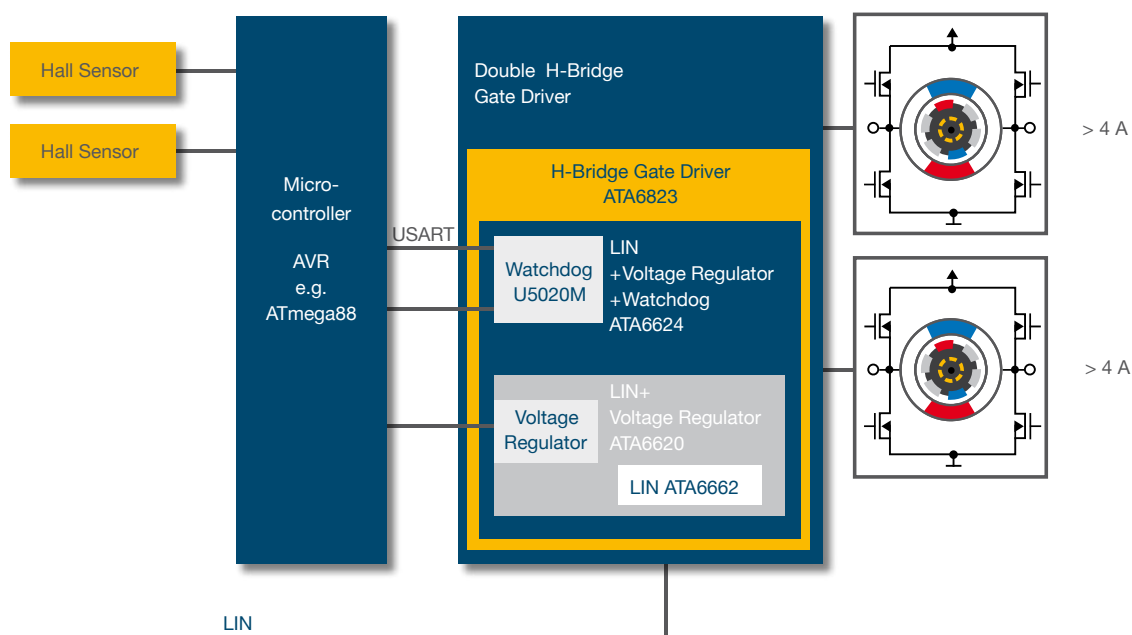 Hall Sensor
Hall Sensor
Micro-
controller
AVR
e.g.
ATmega88
USART
Double H-Bridge
Gate Driver
H-Bridge Gate Driver
ATA6823
Watchdog
U5020M
LIN
+Voltage Regulator
+Watchdog
ATA6624
Voltage
Regulator
LIN+
Voltage Regulator
ATA6620
LIN ATA6662
> 4 A
> 4 A
LIN